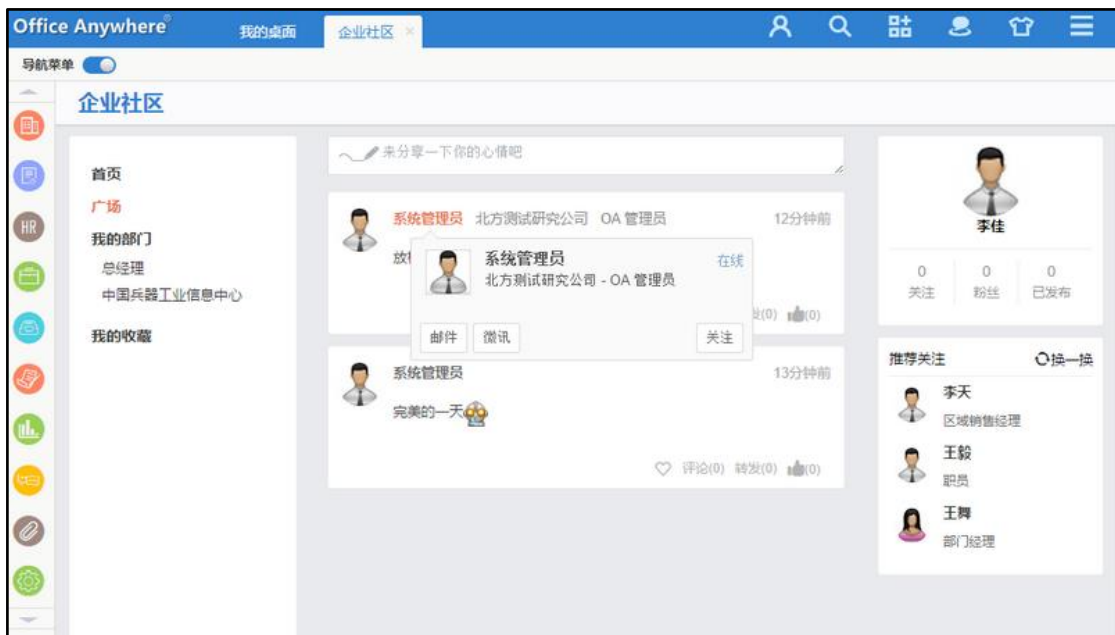 Office Anywhere®
我的桌面
企业社区 ×
导航菜单
企业社区
HR
首页
广场
我的部门
总经理
中国兵器工业信息中心
我的收藏
来分享一下你的心情吧
系统管理员 北方测试研究公司 OA 管理员 12分钟前
系统管理员 在线
北方测试研究公司 - OA 管理员
(0) (0)
邮件 微讯 关注
系统管理员 13分钟前
完美的一天
评论(0) 转发(0) (0)
李佳
0 0 0
关注 粉丝 已发布
推荐关注 换一换
李天
区域销售经理
王毅
职员
王舞
部门经理